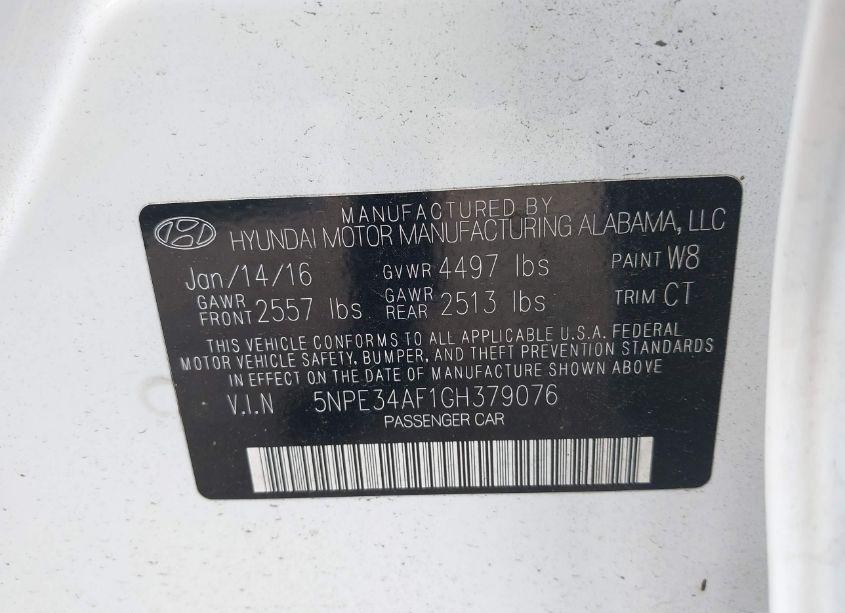 MANUFACTURED BY
HYUNDAI MOTOR MANUFACTURING ALABAMA, LLC
Jan/14/16 GVWR 4497 lbs PAINT W8
GAWR FRONT 2557 lbs GAWR REAR 2513 lbs TRIM CT
THIS VEHICLE CONFORMS TO ALL APPLICABLE U.S.A. FEDERAL
MOTOR VEHICLE SAFETY, BUMPER, AND THEFT PREVENTION STANDARDS
IN EFFECT ON THE DATE OF MANUFACTURE SHOWN ABOVE
V.I.N 5NPE34AF1GH379076
PASSENGER CAR